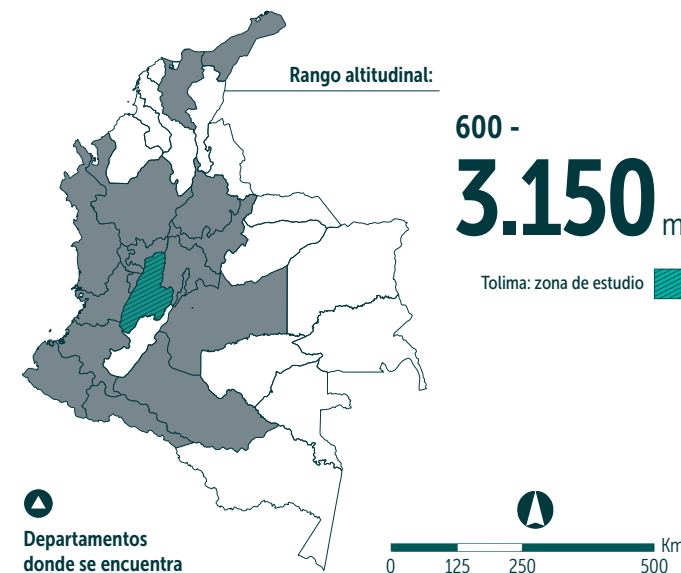 Rango altitudinal:
600 -
3.150 m
Tolima: zona de estudio
Departamentos
donde se encuentra
Km
0 125 250 500